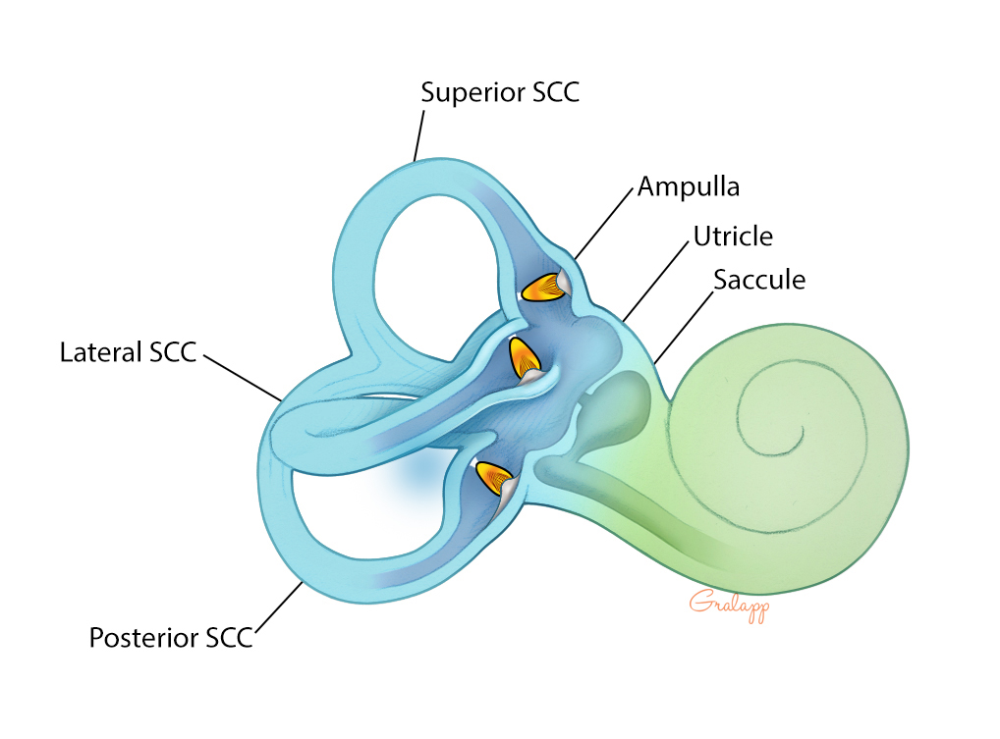 Superior SCC
Ampulla
Utricle
Saccule
Lateral SCC
Gralapp
Posterior SCC